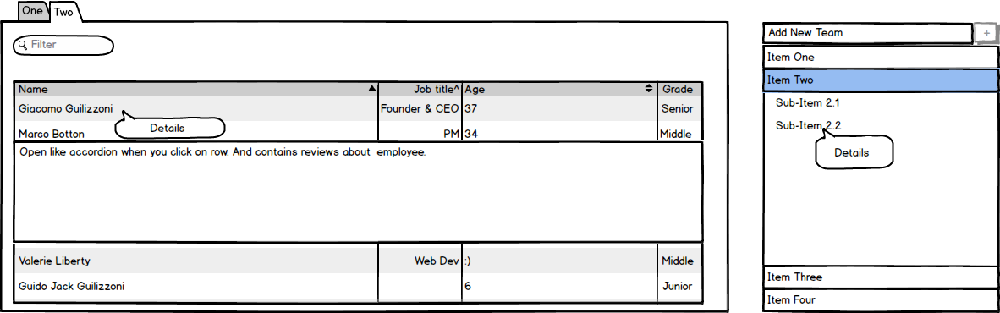 One Two
Filter
Name Job title^ Age Grade
Giacomo Guilizzoni Founder & CEO 37 Senior
Details
Marco Botton PM 34 Middle
Open like accordion when you click on row. And contains reviews about employee.
Valerie Liberty Web Dev :) Middle
Guido Jack Guilizzoni 6 Junior
Add New Team +
Item One
Item Two
Sub-Item 2.1
Sub-Item 2.2
Details
Item Three
Item Four